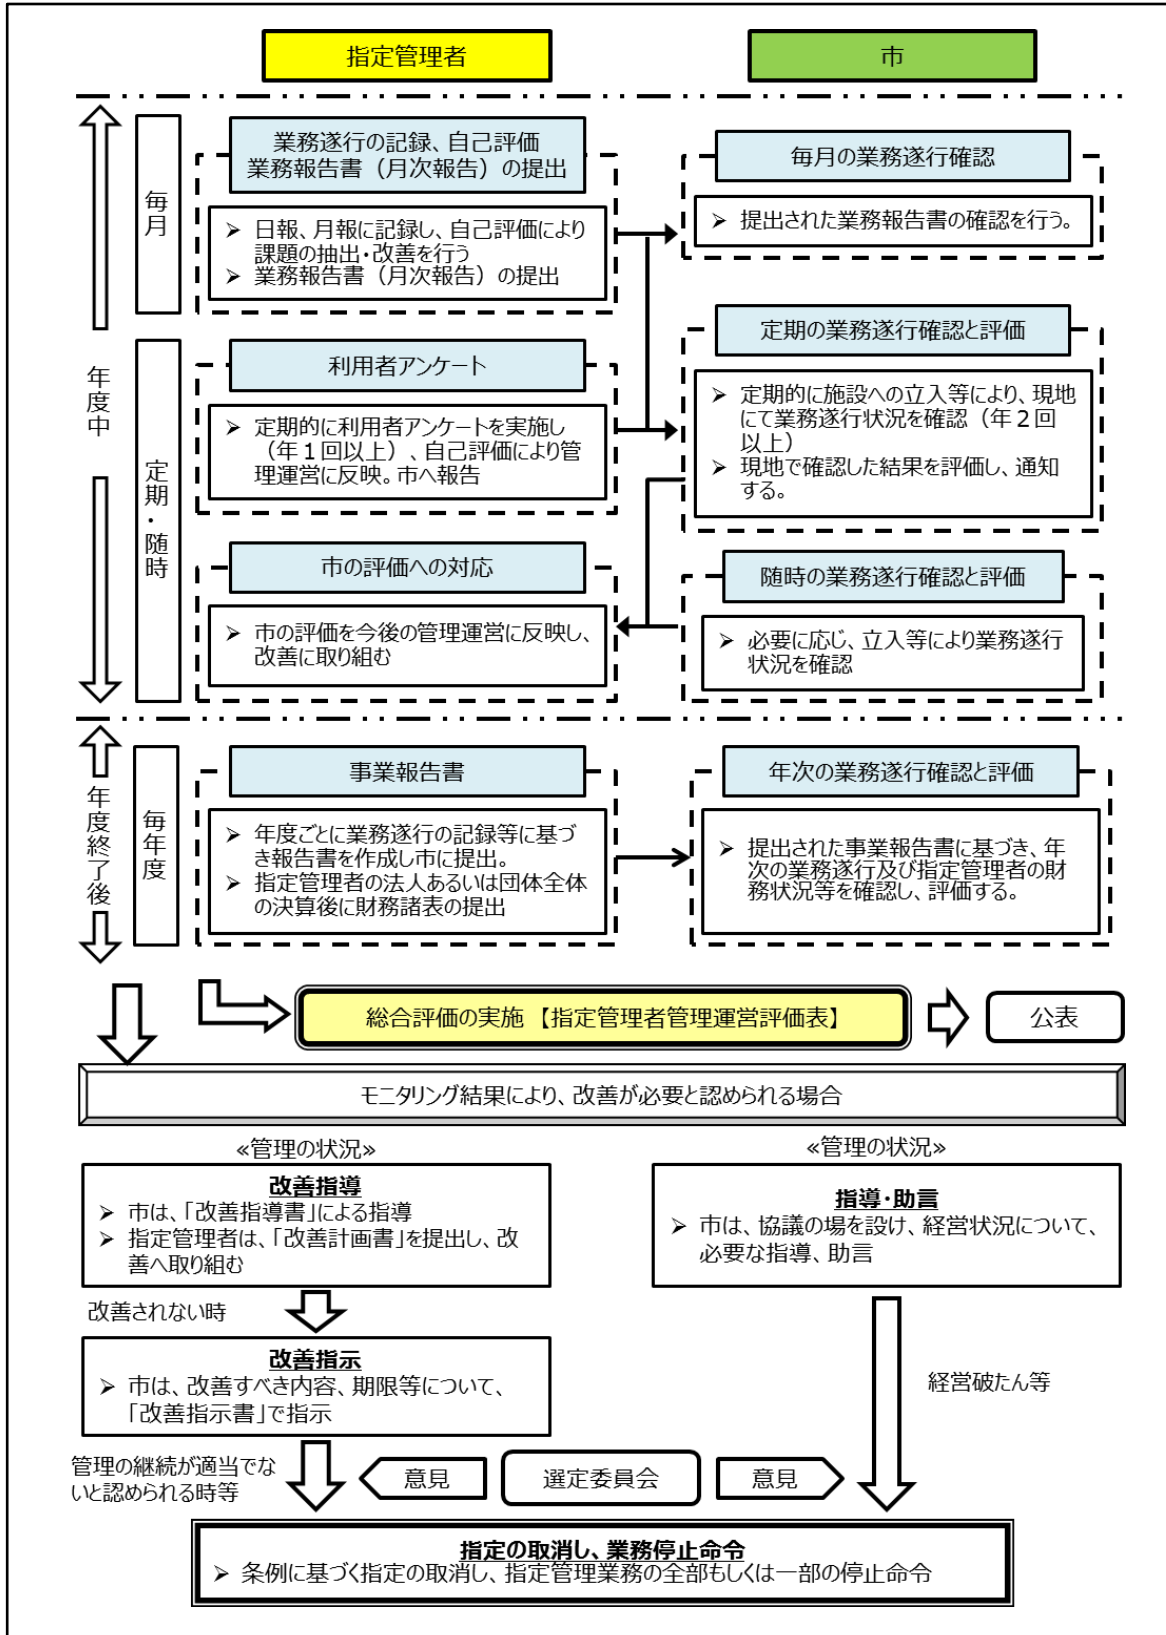 指定管理者
市
年度中
毎月
業務遂行の記録、自己評価
業務報告書（月次報告）の提出
➢ 日報、月報に記録し、自己評価により
課題の抽出・改善を行う
➢ 業務報告書（月次報告）の提出
毎月の業務遂行確認
➢ 提出された業務報告書の確認を行う。
定期・随時
利用者アンケート
➢ 定期的に利用者アンケートを実施し
（年１回以上）、自己評価により管
理運営に反映。市へ報告
定期の業務遂行確認と評価
➢ 定期的に施設への立入等により、現地
にて業務遂行状況を確認（年２回
以上）
➢ 現地で確認した結果を評価し、通知
する。
市の評価への対応
➢ 市の評価を今後の管理運営に反映し、
改善に取り組む
随時の業務遂行確認と評価
➢ 必要に応じ、立入等により業務遂行
状況を確認
年度終了後
毎年度
事業報告書
➢ 年度ごとに業務遂行の記録等に基づ
き報告書を作成し市に提出。
➢ 指定管理者の法人あるいは団体全体
の決算後に財務諸表の提出
年次の業務遂行確認と評価
➢ 提出された事業報告書に基づき、年
次の業務遂行及び指定管理者の財
務状況等を確認し、評価する。
総合評価の実施 【指定管理者管理運営評価表】
公表
モニタリング結果により、改善が必要と認められる場合
≪管理の状況≫
改善指導
➢ 市は、「改善指導書」による指導
➢ 指定管理者は、「改善計画書」を提出し、改
善へ取り組む
≪管理の状況≫
指導・助言
➢ 市は、協議の場を設け、経営状況について、
必要な指導、助言
改善されない時
改善指示
➢ 市は、改善すべき内容、期限等について、
「改善指示書」で指示
経営破たん等
管理の継続が適当でな
いと認められる時等
意見
選定委員会
意見
指定の取消し、業務停止命令
➢ 条例に基づく指定の取消し、指定管理業務の全部もしくは一部の停止命令